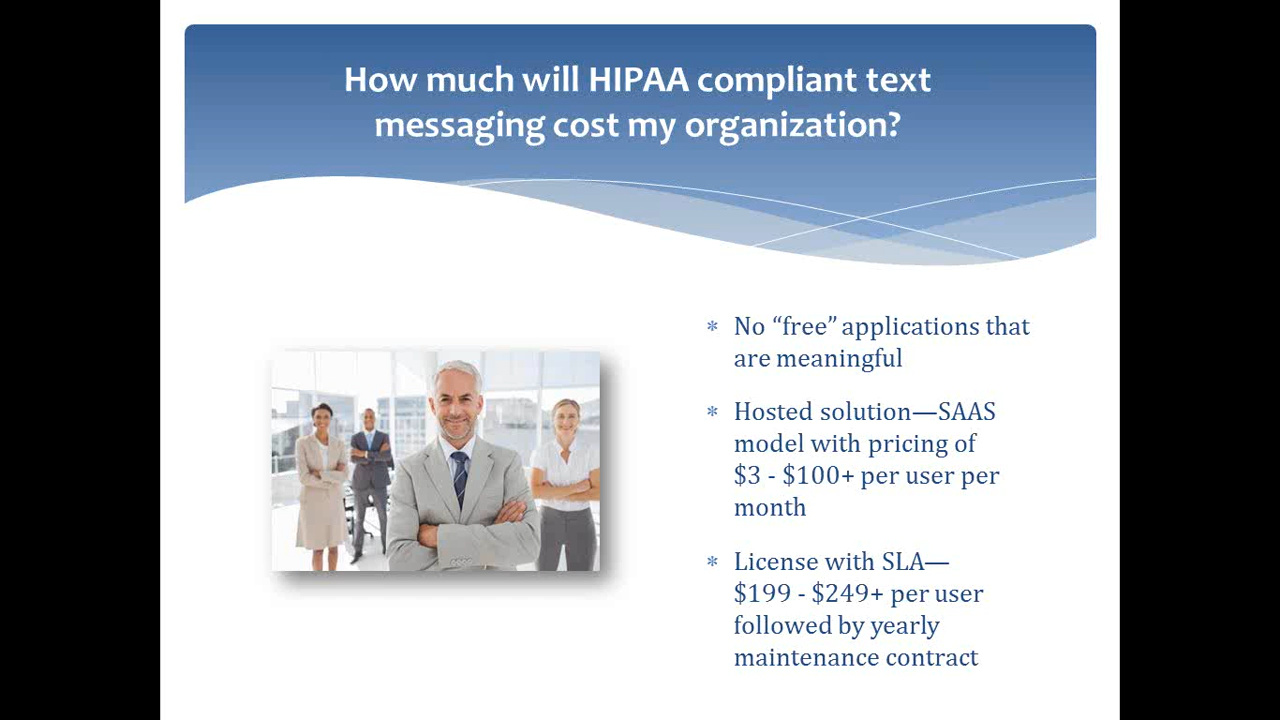 How much will HIPAA compliant text
messaging cost my organization?
* No “free” applications that
are meaningful
* Hosted solution—SAAS
model with pricing of
$3 - $100+ per user per
month
* License with SLA—
$199 - $249+ per user
followed by yearly
maintenance contract